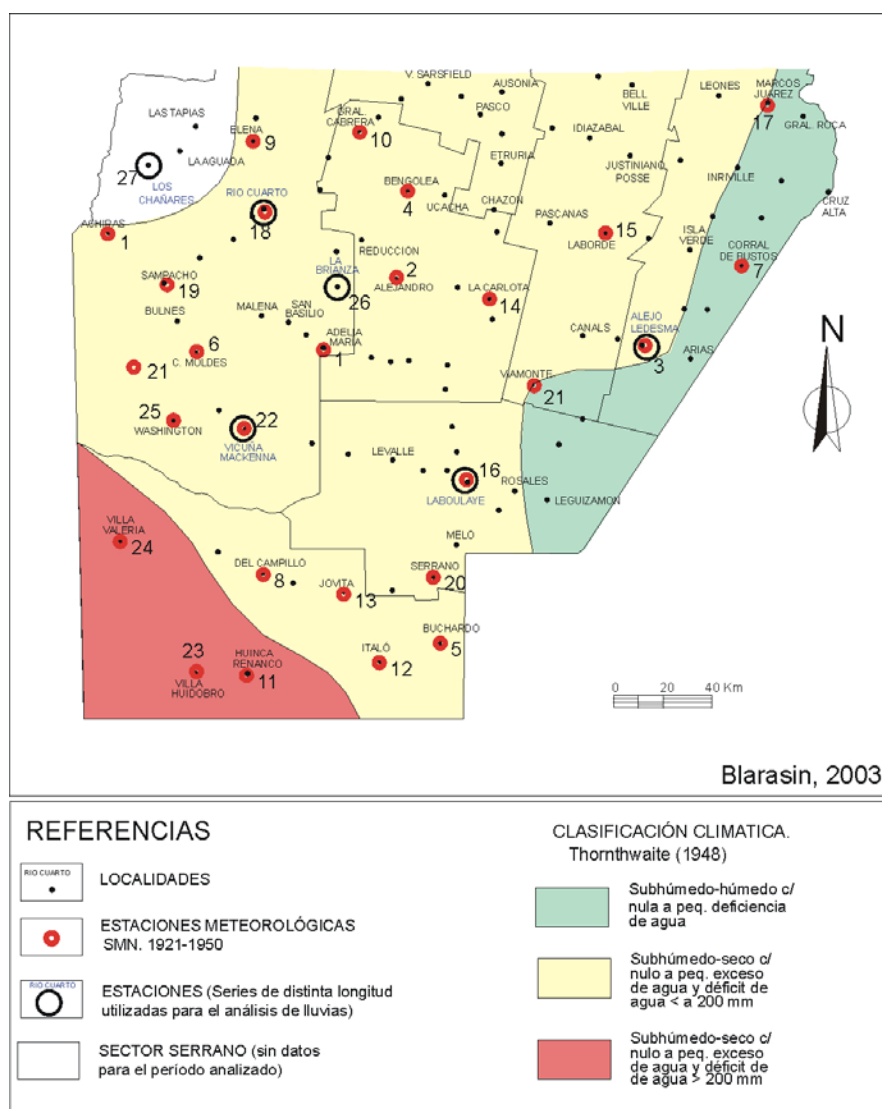 V. SARSFIELD
AUSONIA
LEONES
MARCOS
JUAREZ
LAS TAPIAS
GRAL.
CABRERA
PASCO
BELL
VILLE
17
GRAL. ROCA
ELENA
9
10
IDIAZABAL
LA AGUADA
ETRURIA
JUSTINIANO
POSSE
INRIVILLE
27
LOS
CHAÑARES
RIO CUARTO
BENGOLEA
4
UCACHA
CHAZON
CRUZ
ALTA
18
PASCANAS
15
LABORDE
ISLA
VERDE
ACHIRAS
1
LA
BRIANZA
REDUCCION
2
ALEJANDRO
CORRAL
DE BUSTOS
7
SAMPACHO
19
26
LA CARLOTA
14
BULNES
MALENA
SAN
BASILIO
ADELIA
MARIA
1
CANALS
ALEJO
LEDESMA
3
ARIAS
N
6
C. MOLDES
21
VIAMONTE
21
25
WASHINGTON
22
VICUÑA
MACKENNA
LEVALLE
16
LABOULAYE
ROSALES
LEGUIZAMON
VILLA
VALERIA
24
MELO
DEL CAMPILLO
8
JOVITA
13
SERRANO
20
BUCHARDO
5
23
VILLA
HUIDOBRO
HUINCA
RENANCO
11
ITALÓ
12
0 20 40 Km
Blarasin, 2003
REFERENCIAS
RIO CUARTO
LOCALIDADES
ESTACIONES METEOROLÓGICAS
SMN. 1921-1950
RIO CUARTO
ESTACIONES (Series de distinta longitud
utilizadas para el análisis de lluvias)
SECTOR SERRANO (sin datos
para el período analizado)
CLASIFICACIÓN CLIMATICA.
Thornthwaite (1948)
Subhúmedo-húmedo c/
nula a peq. deficiencia
de agua
Subhúmedo-seco c/
nulo a peq. exceso
de agua y déficit de
agua < a 200 mm
Subhúmedo-seco c/
nulo a peq. exceso
de agua y déficit de
de agua > 200 mm